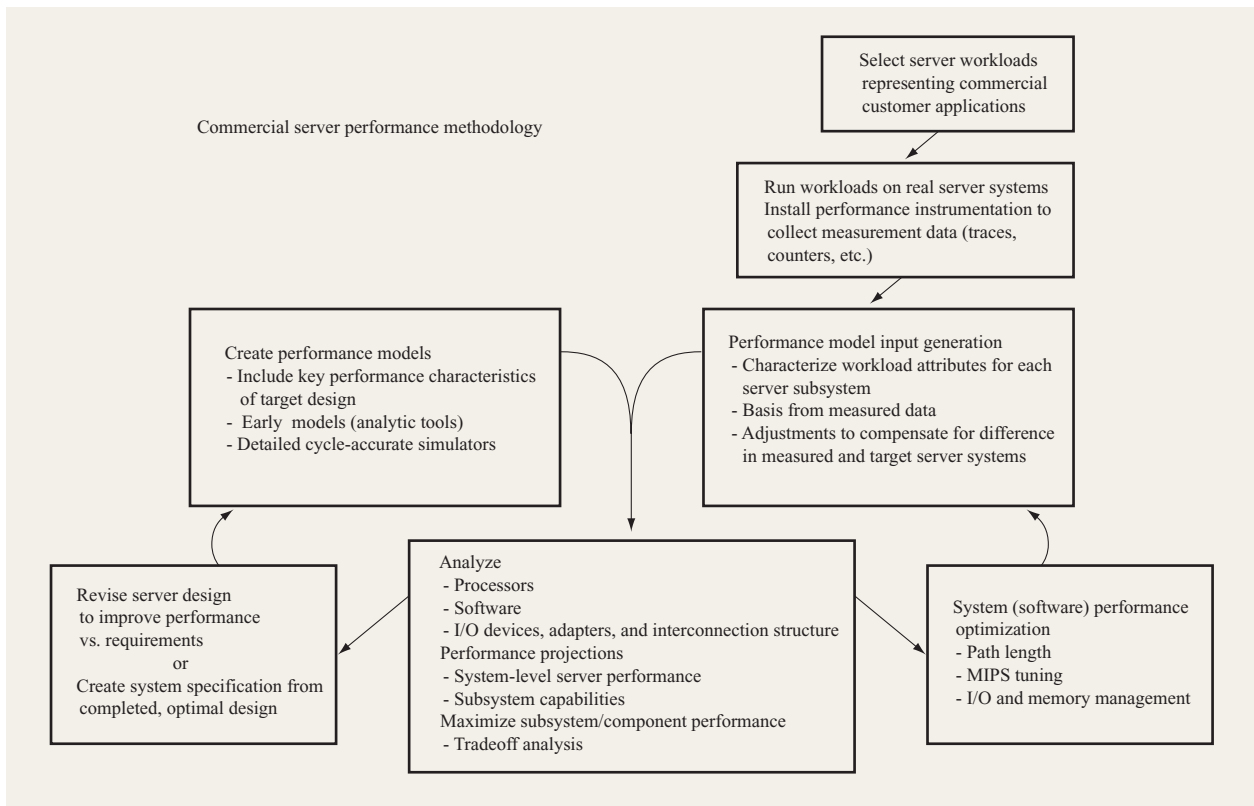 Commercial server performance methodology
Select server workloads
representing commercial
customer applications
Run workloads on real server systems
Install performance instrumentation to
collect measurement data (traces,
counters, etc.)
Create performance models
- Include key performance characteristics
of target design
- Early models (analytic tools)
- Detailed cycle-accurate simulators
Performance model input generation
- Characterize workload attributes for each
server subsystem
- Basis from measured data
- Adjustments to compensate for difference
in measured and target server systems
Revise server design
to improve performance
vs. requirements
or
Create system specification from
completed, optimal design
Analyze
- Processors
- Software
- I/O devices, adapters, and interconnection structure
Performance projections
- System-level server performance
- Subsystem capabilities
Maximize subsystem/component performance
- Tradeoff analysis
System (software) performance
optimization
- Path length
- MIPS tuning
- I/O and memory management